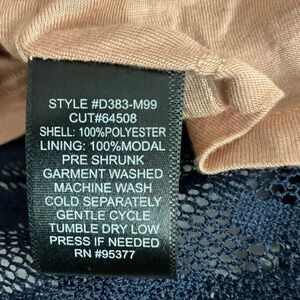 STYLE #D383-M99
CUT#64508
SHELL: 100%POLYESTER
LINING: 100%MODAL
PRE SHRUNK
GARMENT WASHED
MACHINE WASH
COLD SEPARATELY
GENTLE CYCLE
TUMBLE DRY LOW
PRESS IF NEEDED
RN #95377